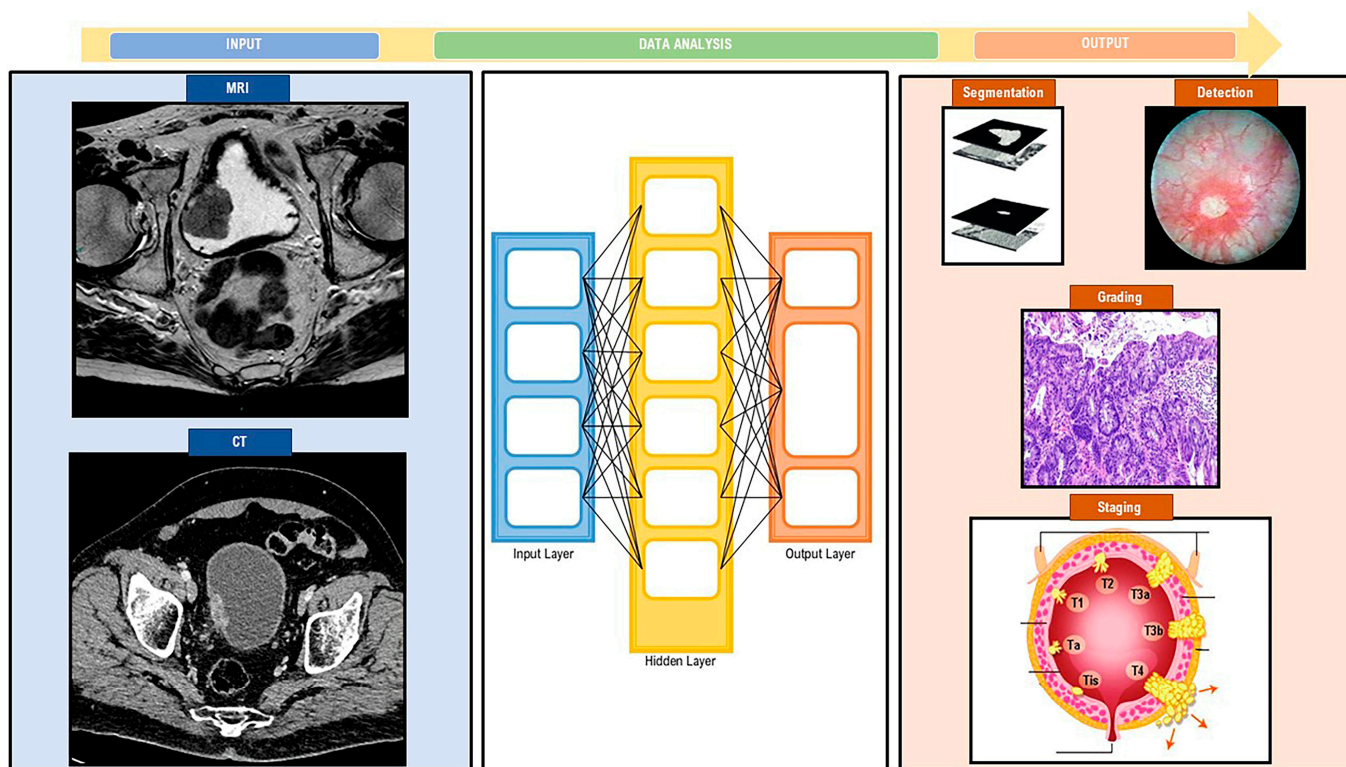 INPUT
DATA ANALYSIS
OUTPUT
MRI
CT
Input Layer
Hidden Layer
Output Layer
Segmentation
Detection
Grading
Staging
T2
T1
T3a
T3b
Ta
T4
Tis